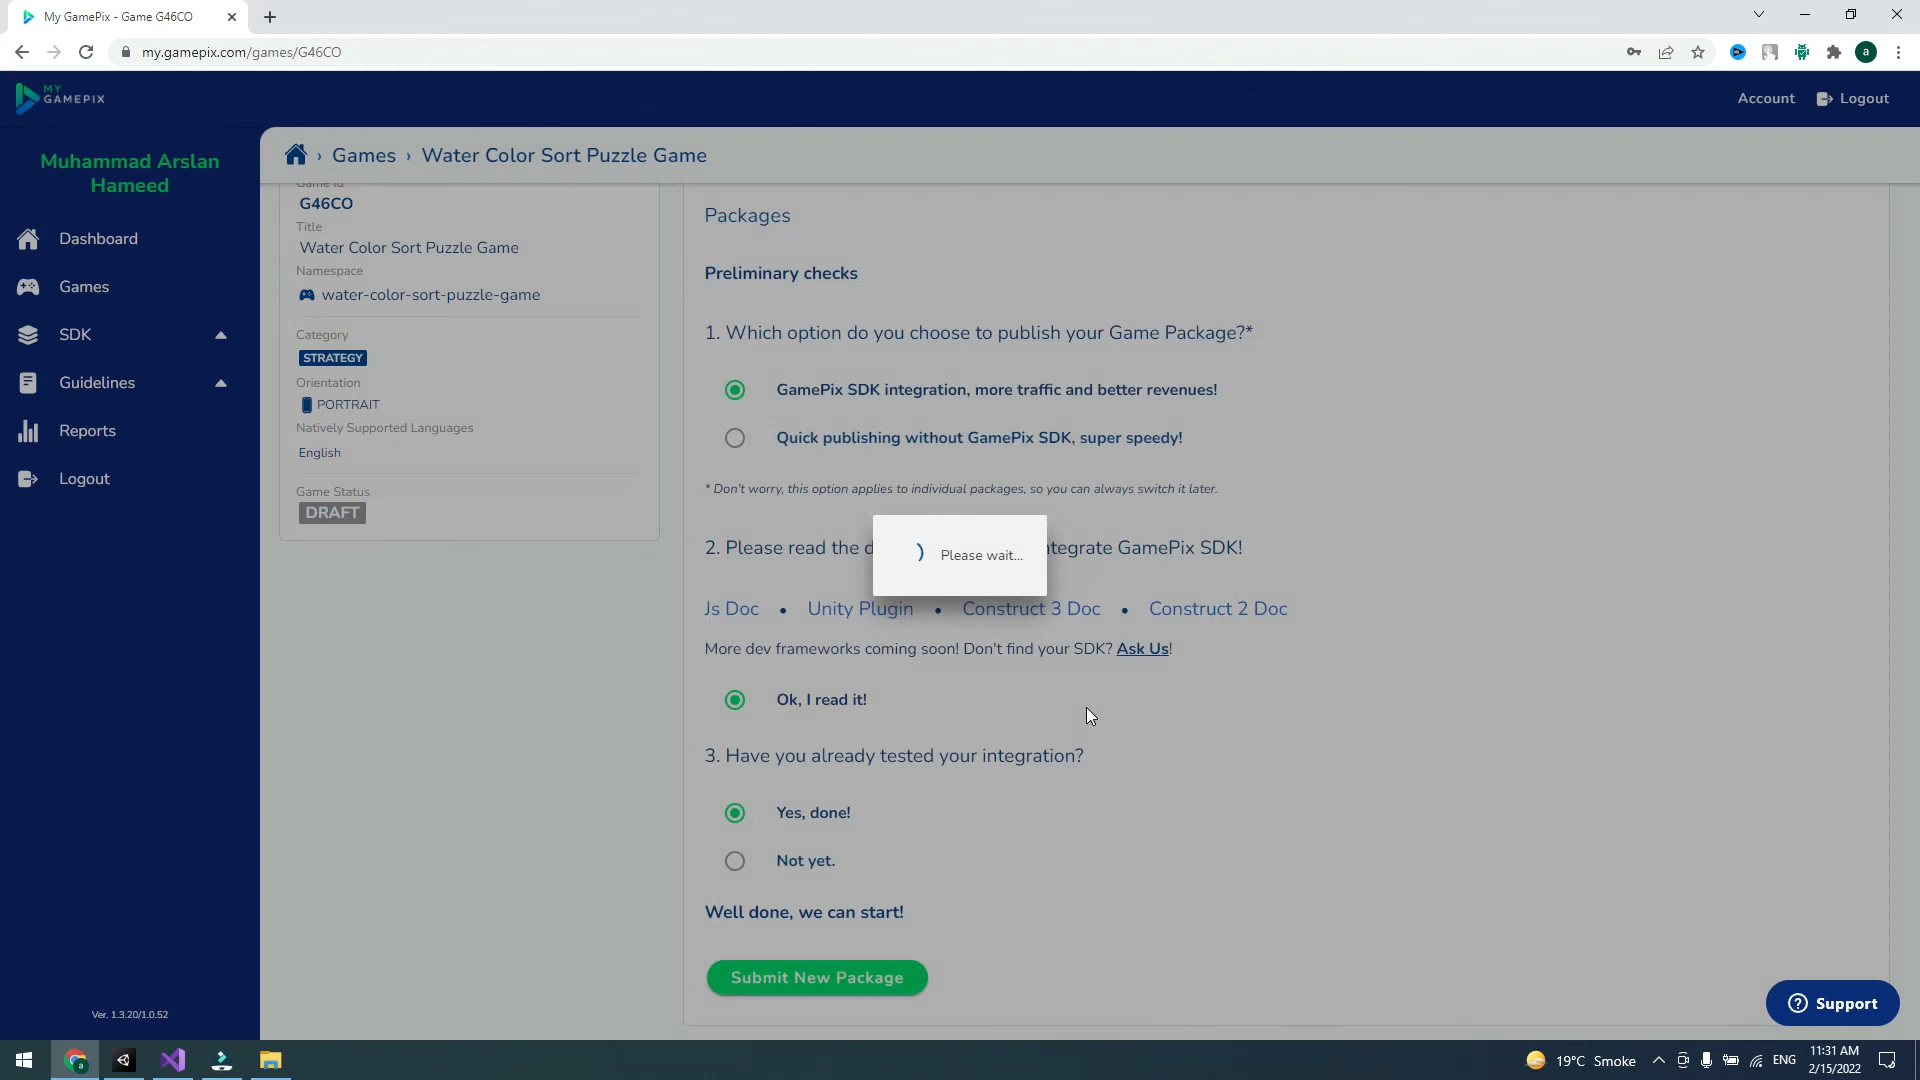 My GamePix - Game G46CO
my.gamepix.com/games/G46CO
a
MY
GAMEPIX
Account
Logout
Muhammad Arslan
Hameed
Dashboard
Games
SDK
Guidelines
Reports
Logout
Ver. 1.3.20/1.0.52
› Games › Water Color Sort Puzzle Game
Game Id
G46CO
Title
Water Color Sort Puzzle Game
Namespace
water-color-sort-puzzle-game
Category
STRATEGY
Orientation
PORTRAIT
Natively Supported Languages
English
Game Status
DRAFT
Packages
Preliminary checks
1. Which option do you choose to publish your Game Package?*
GamePix SDK integration, more traffic and better revenues!
Quick publishing without GamePix SDK, super speedy!
* Don't worry, this option applies to individual packages, so you can always switch it later.
2. Please read the d
tegrate GamePix SDK!
Please wait...
Js Doc • Unity Plugin • Construct 3 Doc • Construct 2 Doc
More dev frameworks coming soon! Don't find your SDK? Ask Us!
Ok, I read it!
3. Have you already tested your integration?
Yes, done!
Not yet.
Well done, we can start!
Submit New Package
? Support
a
19°C Smoke
ENG
11:31 AM
2/15/2022